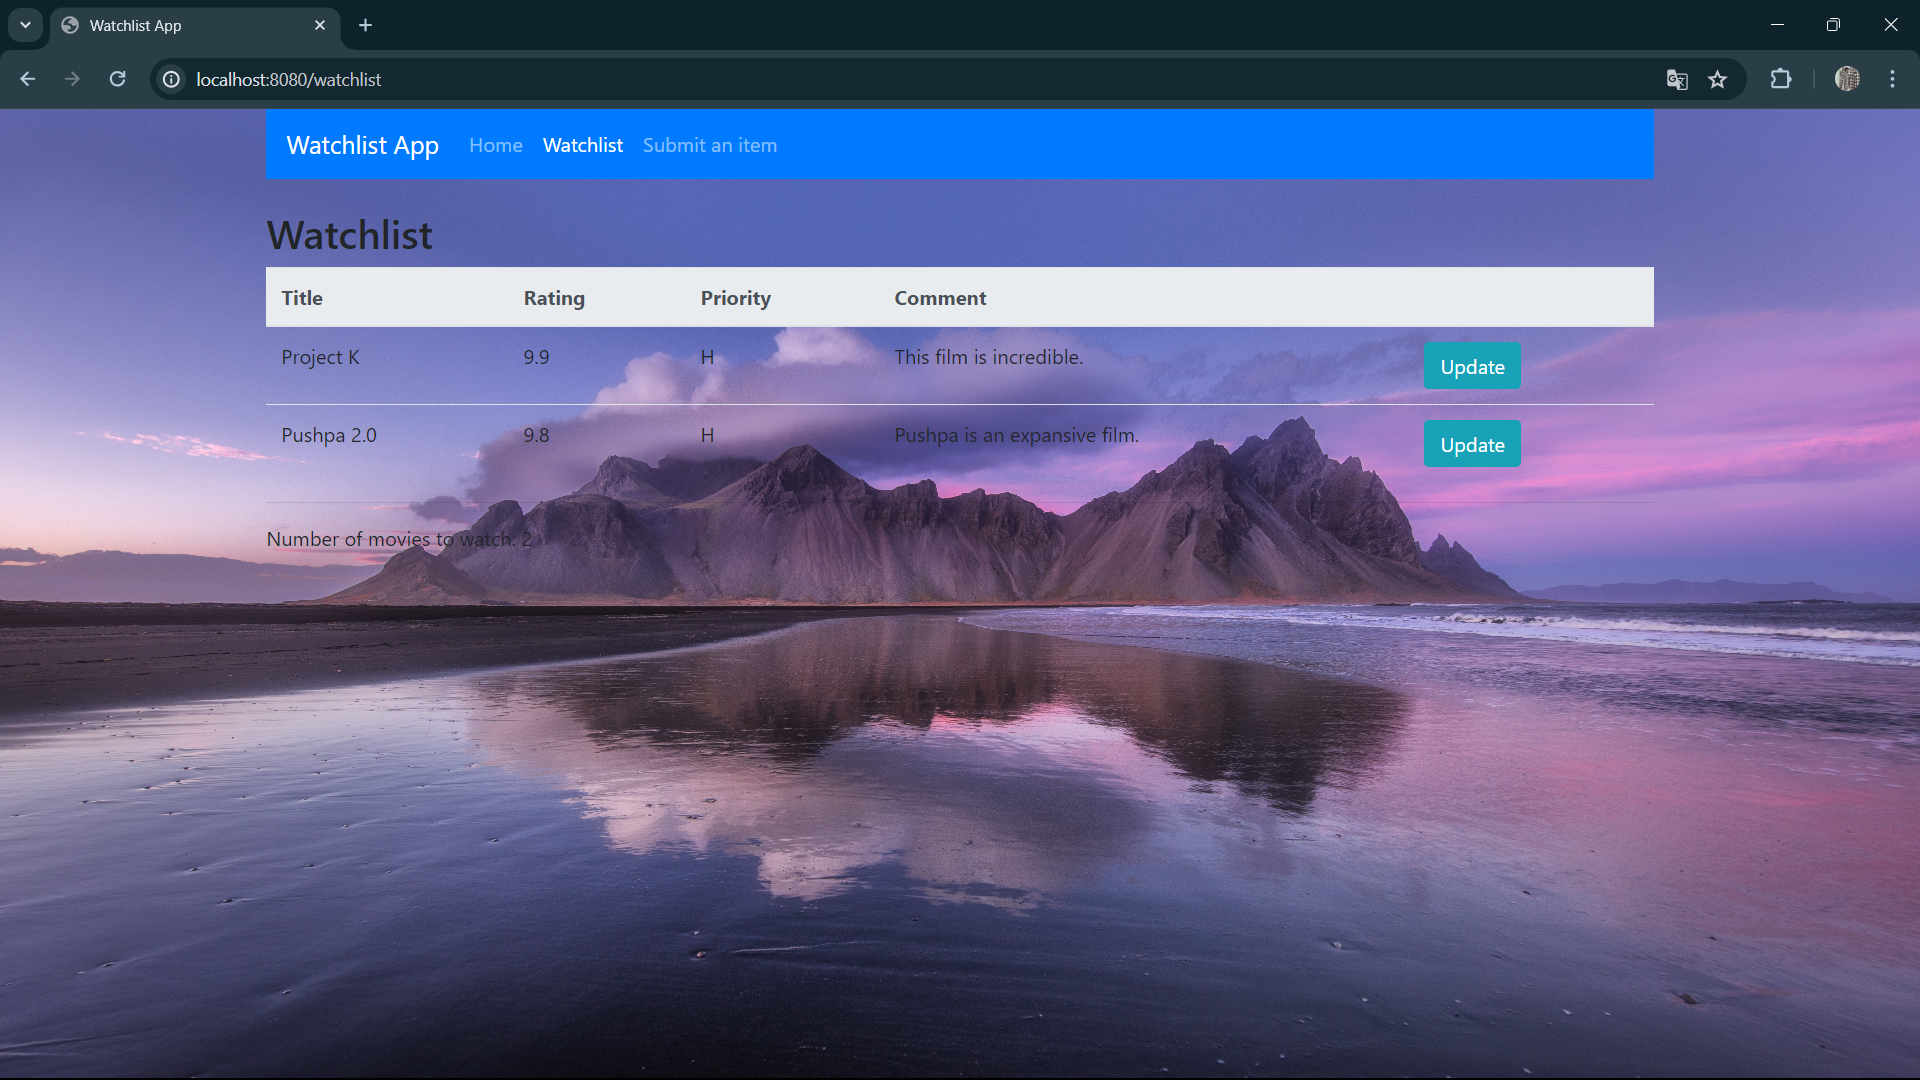 Watchlist App
localhost:8080/watchlist
Watchlist App Home Watchlist Submit an item
Watchlist
Title Rating Priority Comment
Project K 9.9 H This film is incredible. Update
Pushpa 2.0 9.8 H Pushpa is an expansive film. Update
Number of movies to watch: 2